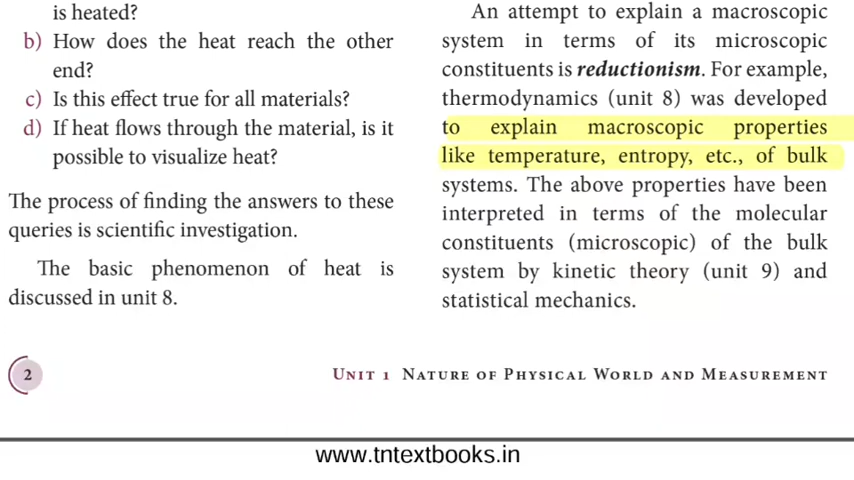 is heated?
b) How does the heat reach the other
end?
c) Is this effect true for all materials?
d) If heat flows through the material, is it
possible to visualize heat?
The process of finding the answers to these
queries is scientific investigation.
The basic phenomenon of heat is
discussed in unit 8.
An attempt to explain a macroscopic
system in terms of its microscopic
constituents is reductionism. For example,
thermodynamics (unit 8) was developed
to explain macroscopic properties
like temperature, entropy, etc., of bulk
systems. The above properties have been
interpreted in terms of the molecular
constituents (microscopic) of the bulk
system by kinetic theory (unit 9) and
statistical mechanics.
2
UNIT 1 NATURE OF PHYSICAL WORLD AND MEASUREMENT
www.tntextbooks.in